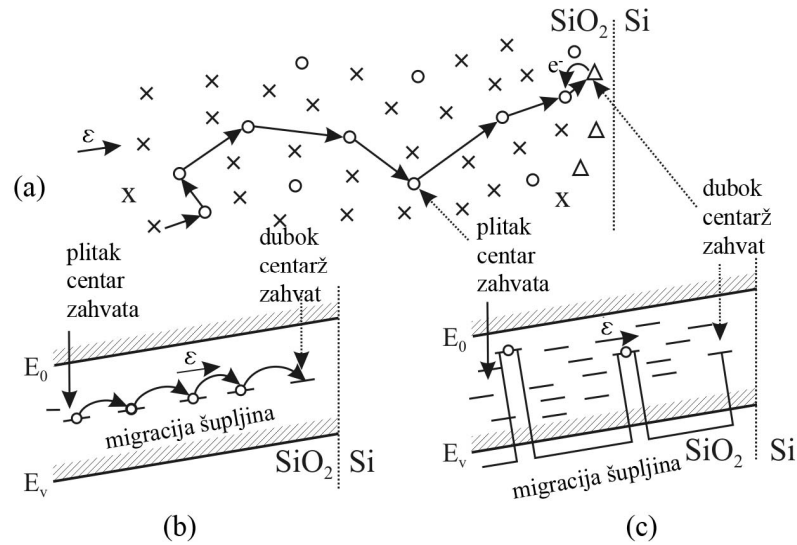 SiO2 Si
e-
ε
(a)
x
x
plitak
centar
zahvata
dubok
centarž
zahvat
plitak
centar
zahvata
dubok
centarž
zahvat
E0
ε
migracija šupljina
Ev
SiO2 Si
(b)
E0
ε
Ev
migracija šupljina
SiO2 Si
(c)